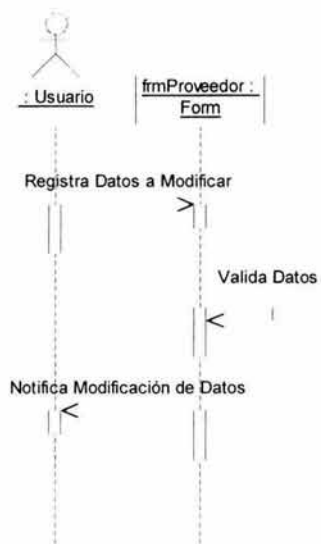 : Usuario
frmProveedor :
Form
Registra Datos a Modificar
Valida Datos
Notifica Modificación de Datos